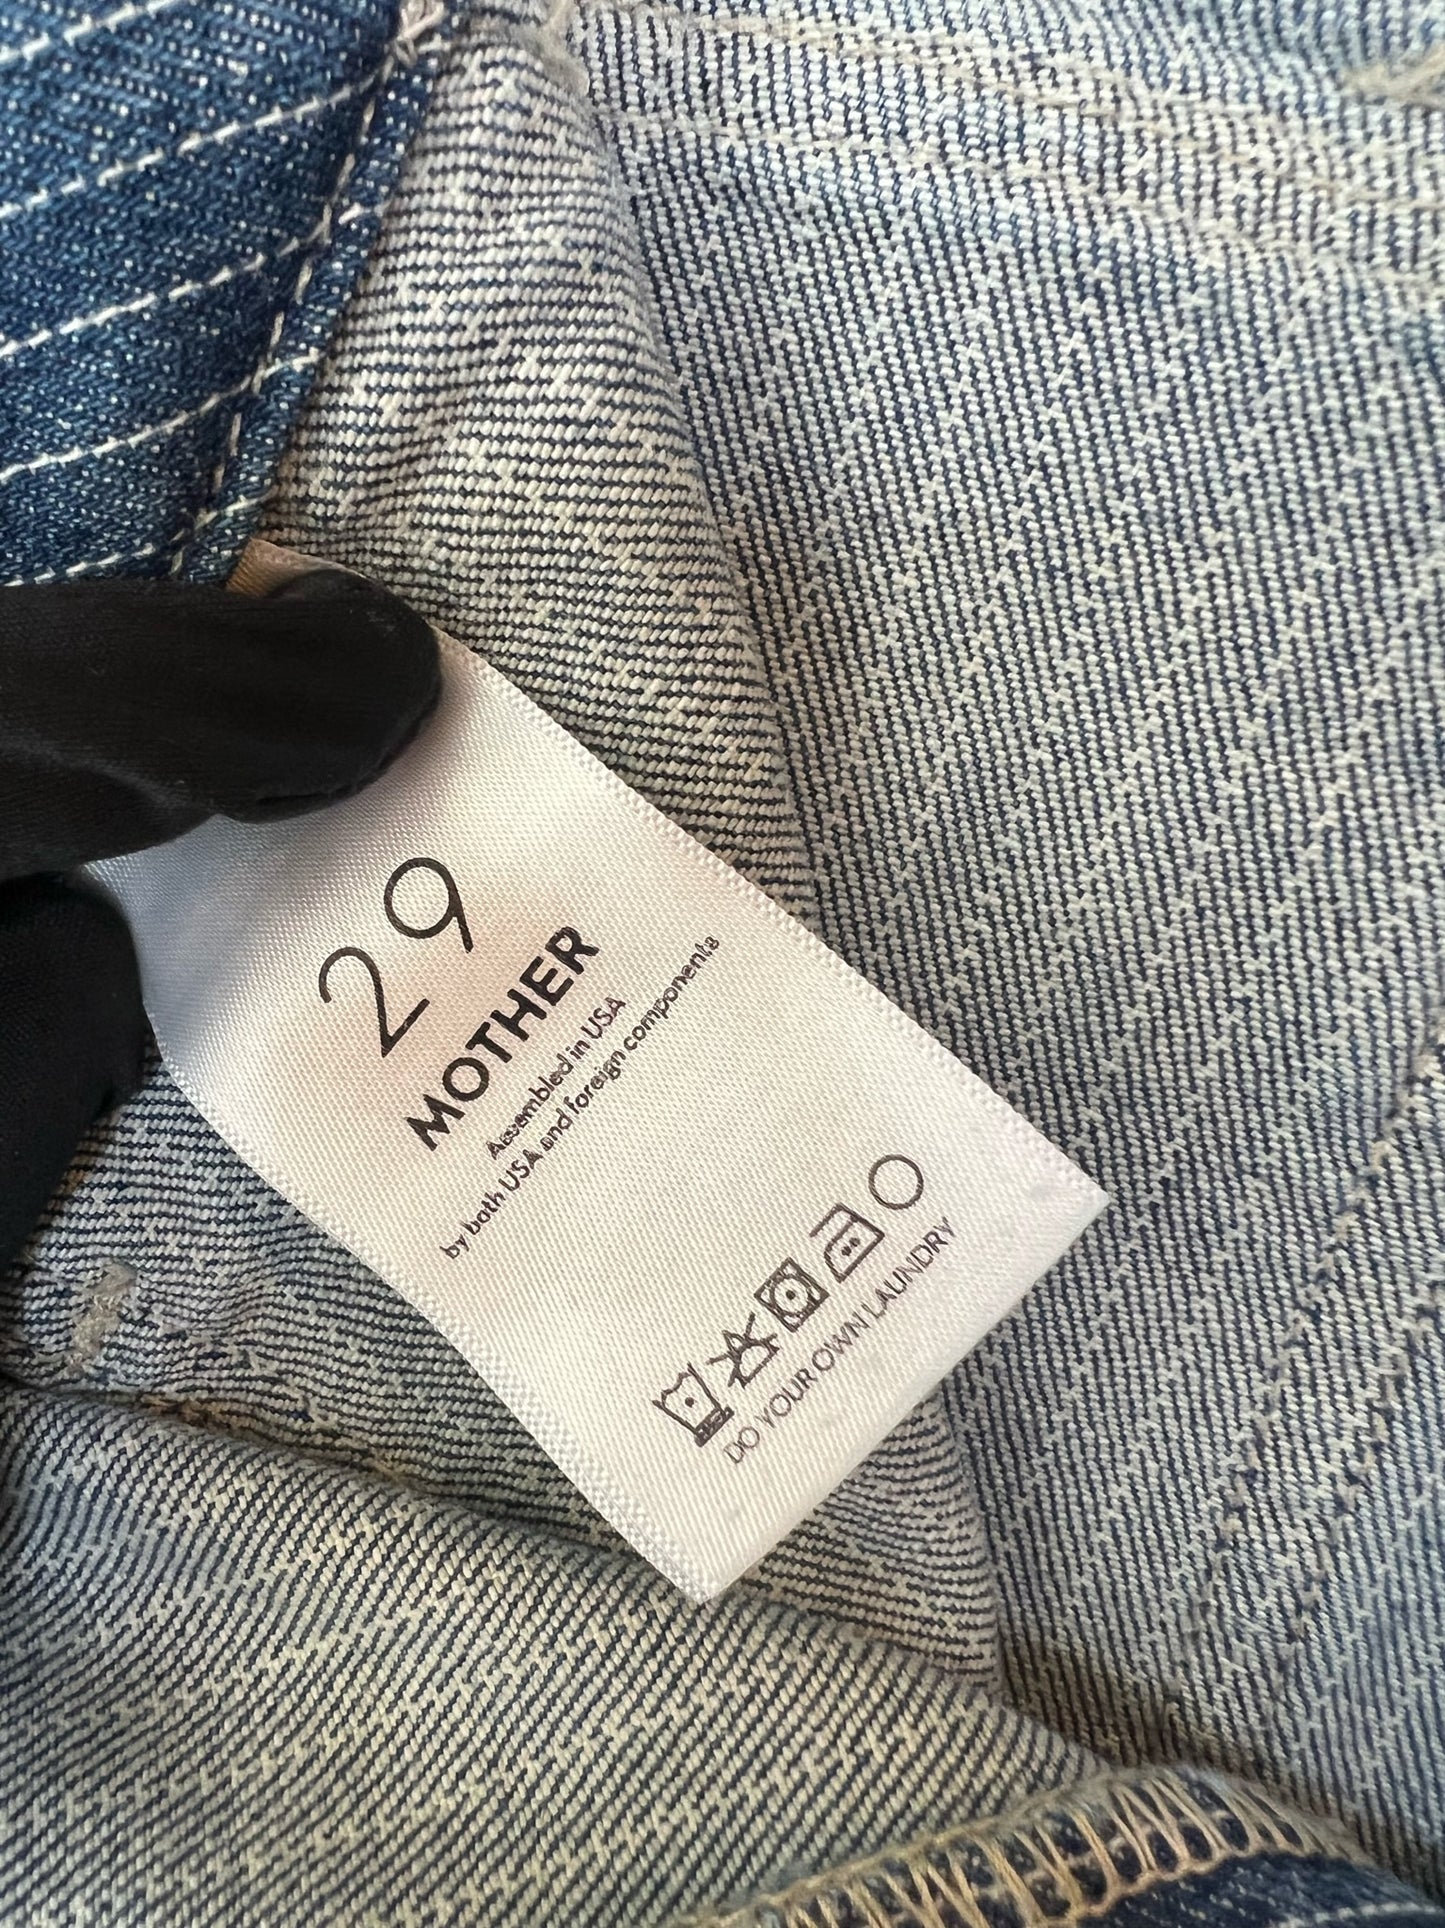 29
MOTHER
Assembled in USA
by both USA and foreign components
DO YOUR OWN LAUNDRY